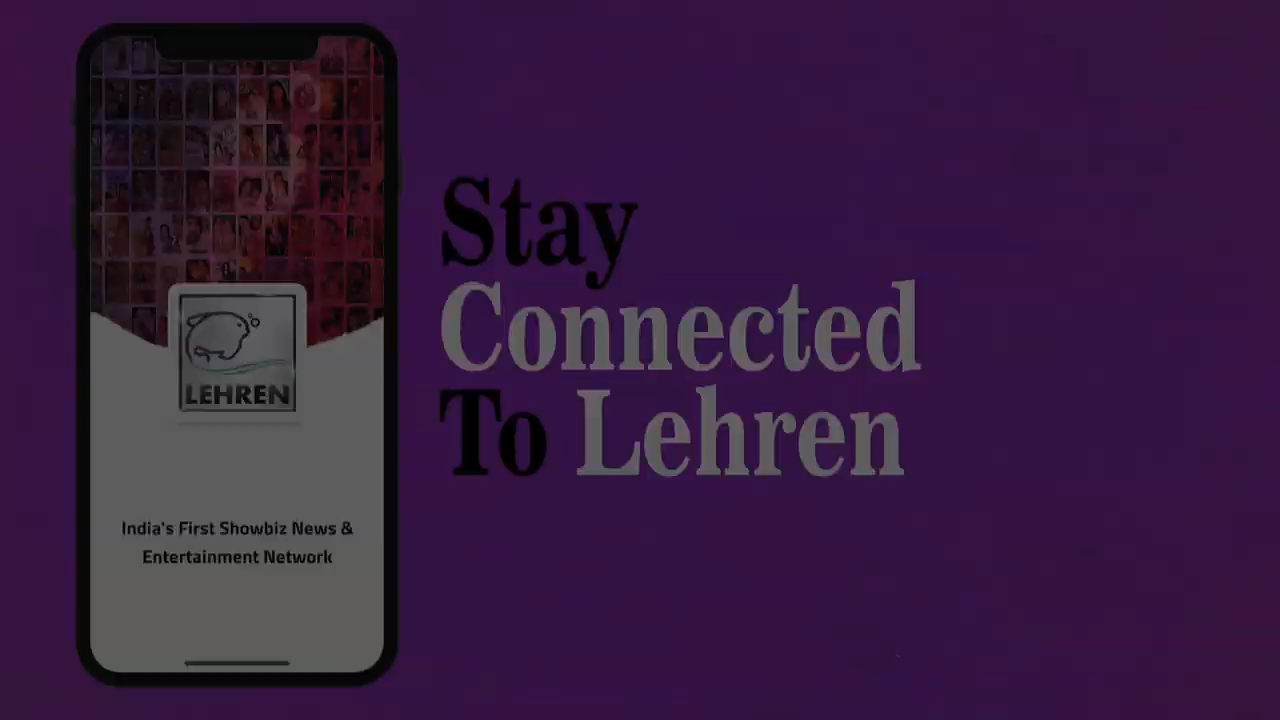 LEHREN
India's First Showbiz News &
Entertainment Network
Stay
Connected
To Lehren